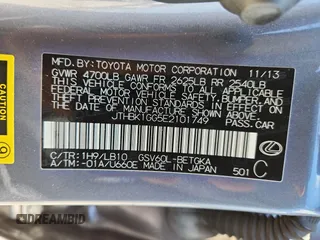 MFD. BY: TOYOTA MOTOR CORPORATION 11/13
GVWR 4700LB GAWR FR 2625LB RR 2540LB
THIS VEHICLE CONFORMS TO ALL APPLICABLE
FEDERAL MOTOR VEHICLE SAFETY, BUMPER, AND
THEFT PREVENTION STANDARDS IN EFFECT ON
THE DATE OF MANUFACTURE SHOWN ABOVE.
JTHBK1GG5E2101749 PASS. CAR
C/TR: 1H9/LB10 GSV60L-BETGKA
A/TM: -01A/U660E MADE IN JAPAN 501 C
DREAMBID